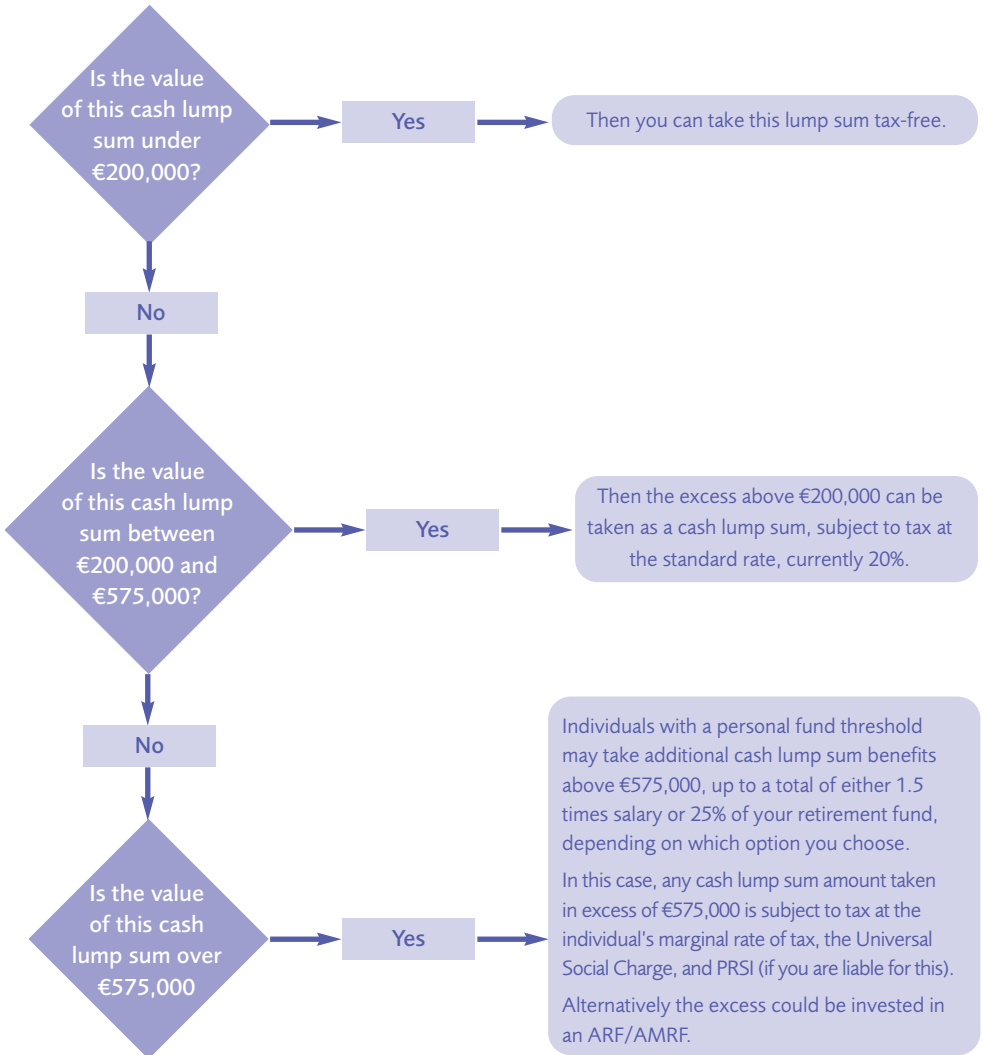 Is the value
of this cash lump
sum under
€200,000?
Yes
Then you can take this lump sum tax-free.
No
Is the value
of this cash lump
sum between
€200,000 and
€575,000?
Yes
Then the excess above €200,000 can be
taken as a cash lump sum, subject to tax at
the standard rate, currently 20%.
No
Is the value
of this cash
lump sum over
€575,000
Yes
Individuals with a personal fund threshold
may take additional cash lump sum benefits
above €575,000, up to a total of either 1.5
times salary or 25% of your retirement fund,
depending on which option you choose.
In this case, any cash lump sum amount taken
in excess of €575,000 is subject to tax at the
individual's marginal rate of tax, the Universal
Social Charge, and PRSI (if you are liable for this).
Alternatively the excess could be invested in
an ARF/AMRF.